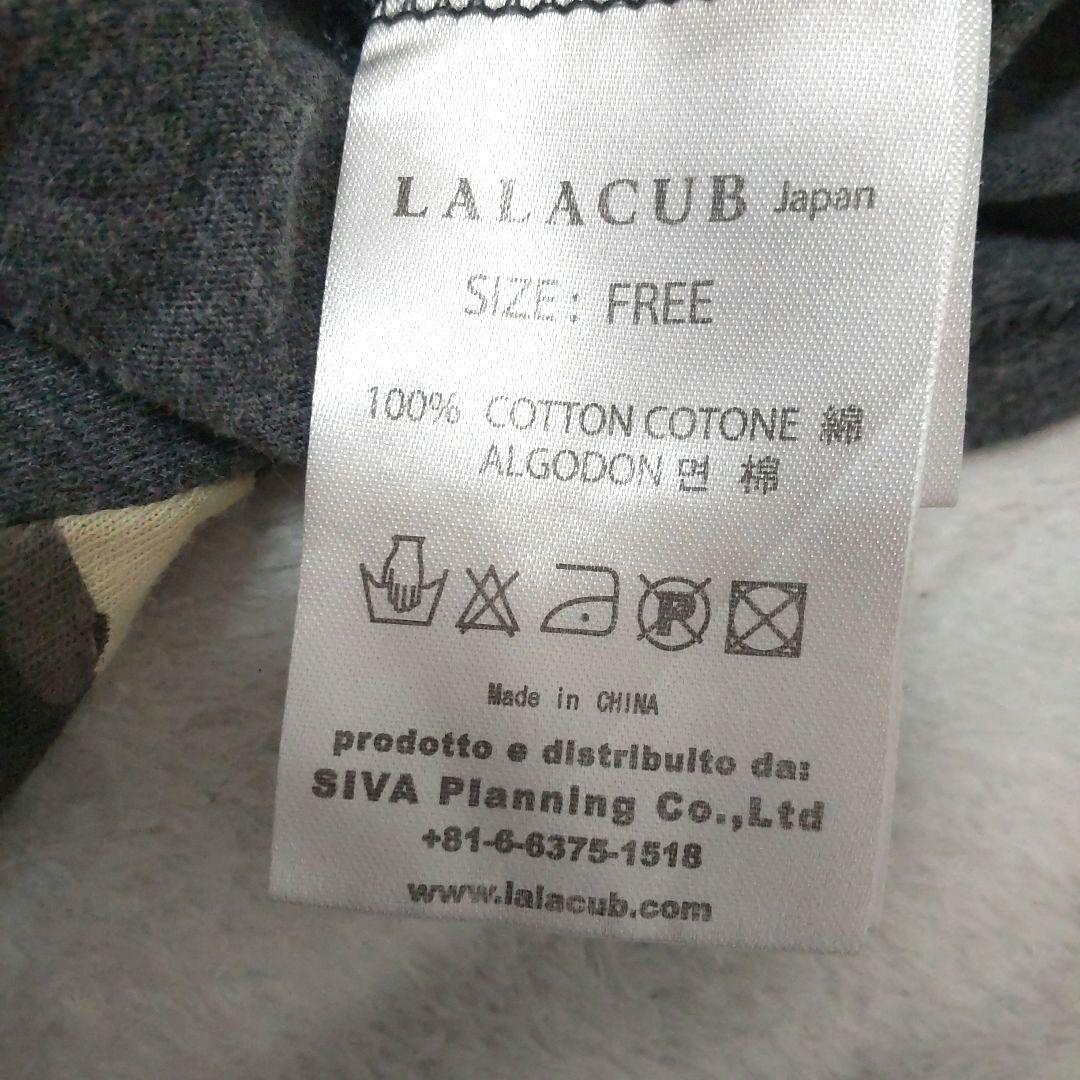 LALACUB Japan
SIZE: FREE
100% COTTON COTONE 綿
ALGODON 면 棉
P
Made in CHINA
prodotto e distribuito da:
SIVA Planning Co.,Ltd
+81-6-6375-1518
www.lalacub.com